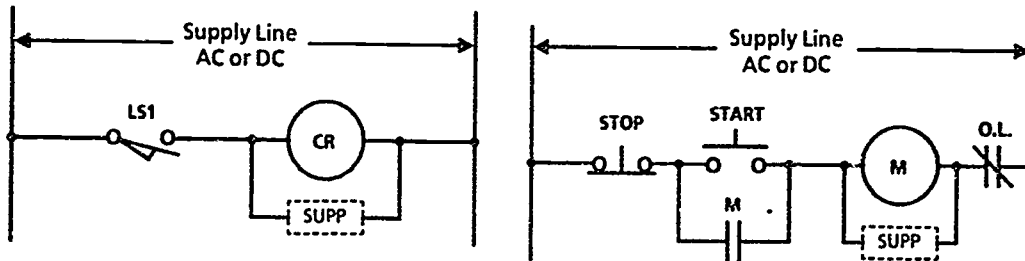 Supply Line
AC or DC
LS1
CR
SUPP
Supply Line
AC or DC
STOP
START
O.L.
M
M
SUPP